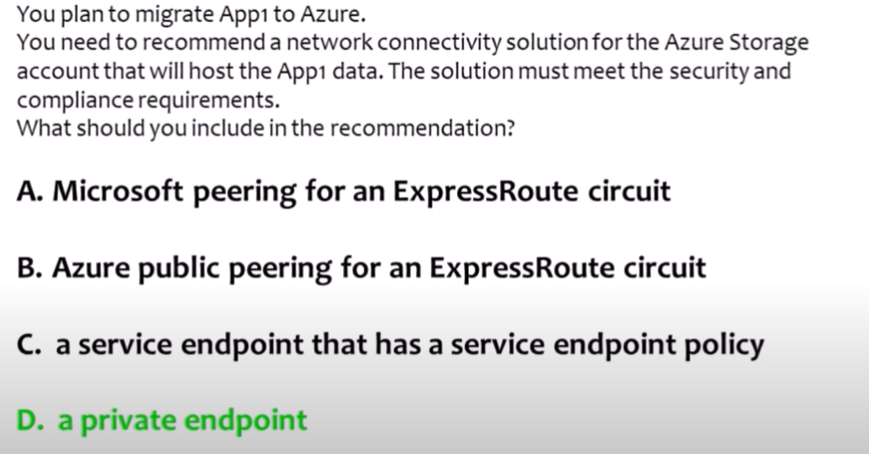 You plan to migrate App1 to Azure.
You need to recommend a network connectivity solution for the Azure Storage
account that will host the App1 data. The solution must meet the security and
compliance requirements.
What should you include in the recommendation?
A. Microsoft peering for an ExpressRoute circuit
B. Azure public peering for an ExpressRoute circuit
C. a service endpoint that has a service endpoint policy
D. a private endpoint